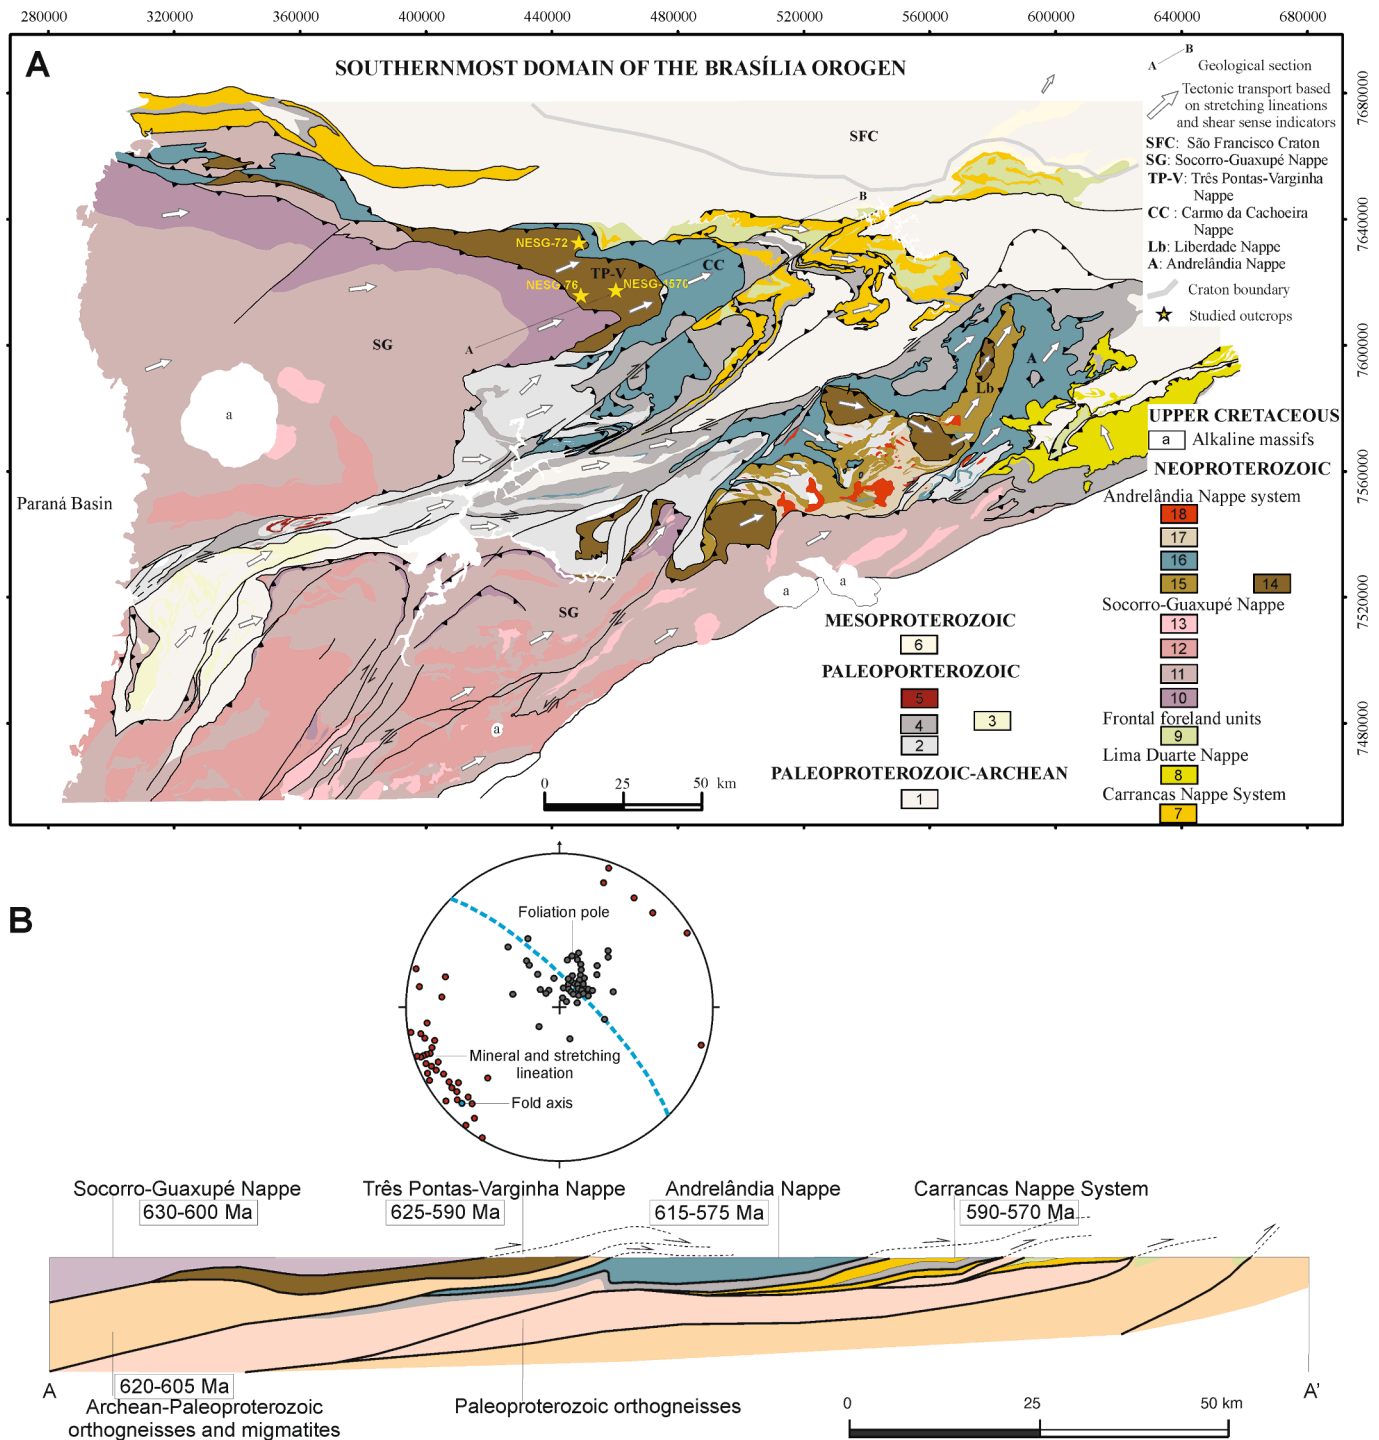 280000 320000 360000 400000 440000 480000 520000 560000 600000 640000 680000
A
SOUTHERNMOST DOMAIN OF THE BRASÍLIA OROGEN
B
A
Geological section
Tectonic transport based
on stretching lineations
and shear sense indicators
SFC: São Francisco Craton
SG: Socorro-Guaxupé Nappe
TP-V: Três Pontas-Varginha
Nappe
CC : Carmo da Cachoeira
Nappe
Lb: Liberdade Nappe
A: Andrelândia Nappe
Craton boundary
Studied outcrops
7680000
7640000
7600000
7560000
7520000
7480000
SFC
B
NESG-72
TP-V
CC
NESG-76
NESG-1570
SG
A
A
Lb
a
Paraná Basin
SG
a
a
a
UPPER CRETACEOUS
a Alkaline massifs
NEOPROTEROZOIC
Andrelândia Nappe system
18
17
16
15 14
Socorro-Guaxupé Nappe
13
12
11
10
Frontal foreland units
9
Lima Duarte Nappe
8
Carrancas Nappe System
7
MESOPROTEROZOIC
6
PALEOPORTEROZOIC
5
4 3
2
PALEOPROTEROZOIC-ARCHEAN
1
0 25 50 km
B
Foliation pole
Mineral and stretching
lineation
Fold axis
Socorro-Guaxupé Nappe
630-600 Ma
Três Pontas-Varginha Nappe
625-590 Ma
Andrelândia Nappe
615-575 Ma
Carrancas Nappe System
590-570 Ma
A
A'
620-605 Ma
Archean-Paleoproterozoic
orthogneisses and migmatites
Paleoproterozoic orthogneisses
0 25 50 km